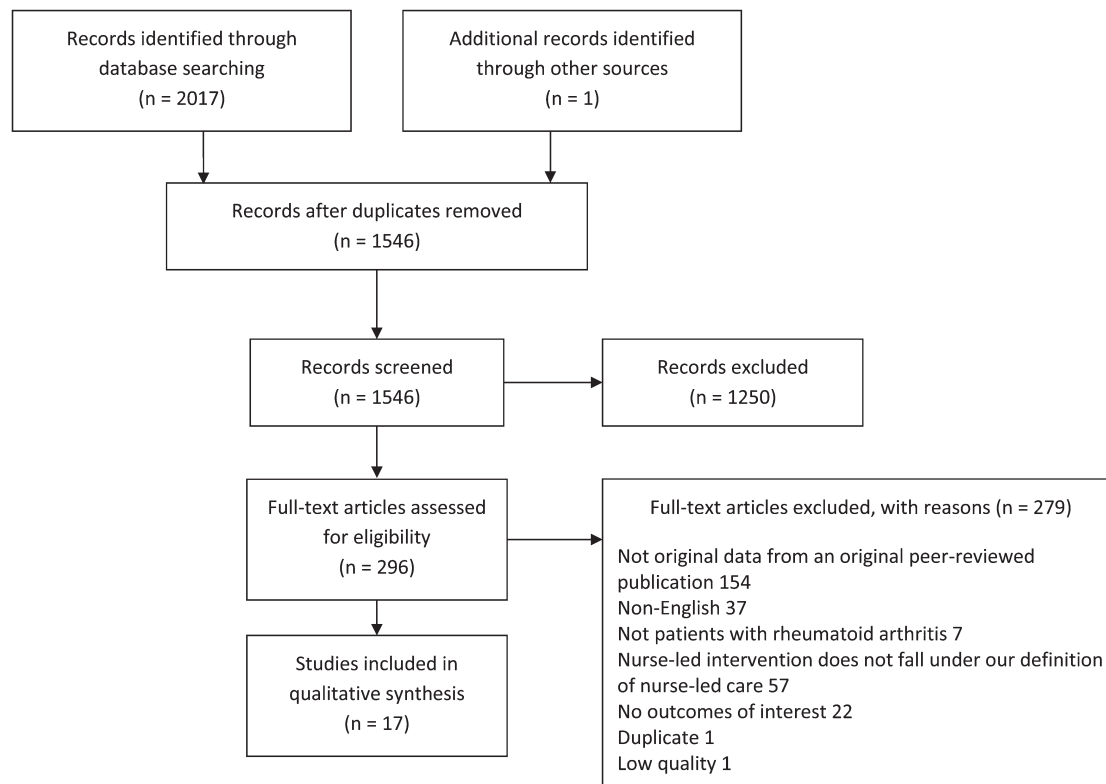 Records identified through
database searching
(n = 2017)
Additional records identified
through other sources
(n = 1)
Records after duplicates removed
(n = 1546)
Records screened
(n = 1546)
Records excluded
(n = 1250)
Full-text articles assessed
for eligibility
(n = 296)
Full-text articles excluded, with reasons (n = 279)
Not original data from an original peer-reviewed
publication 154
Non-English 37
Not patients with rheumatoid arthritis 7
Nurse-led intervention does not fall under our definition
of nurse-led care 57
No outcomes of interest 22
Duplicate 1
Low quality 1
Studies included in
qualitative synthesis
(n = 17)